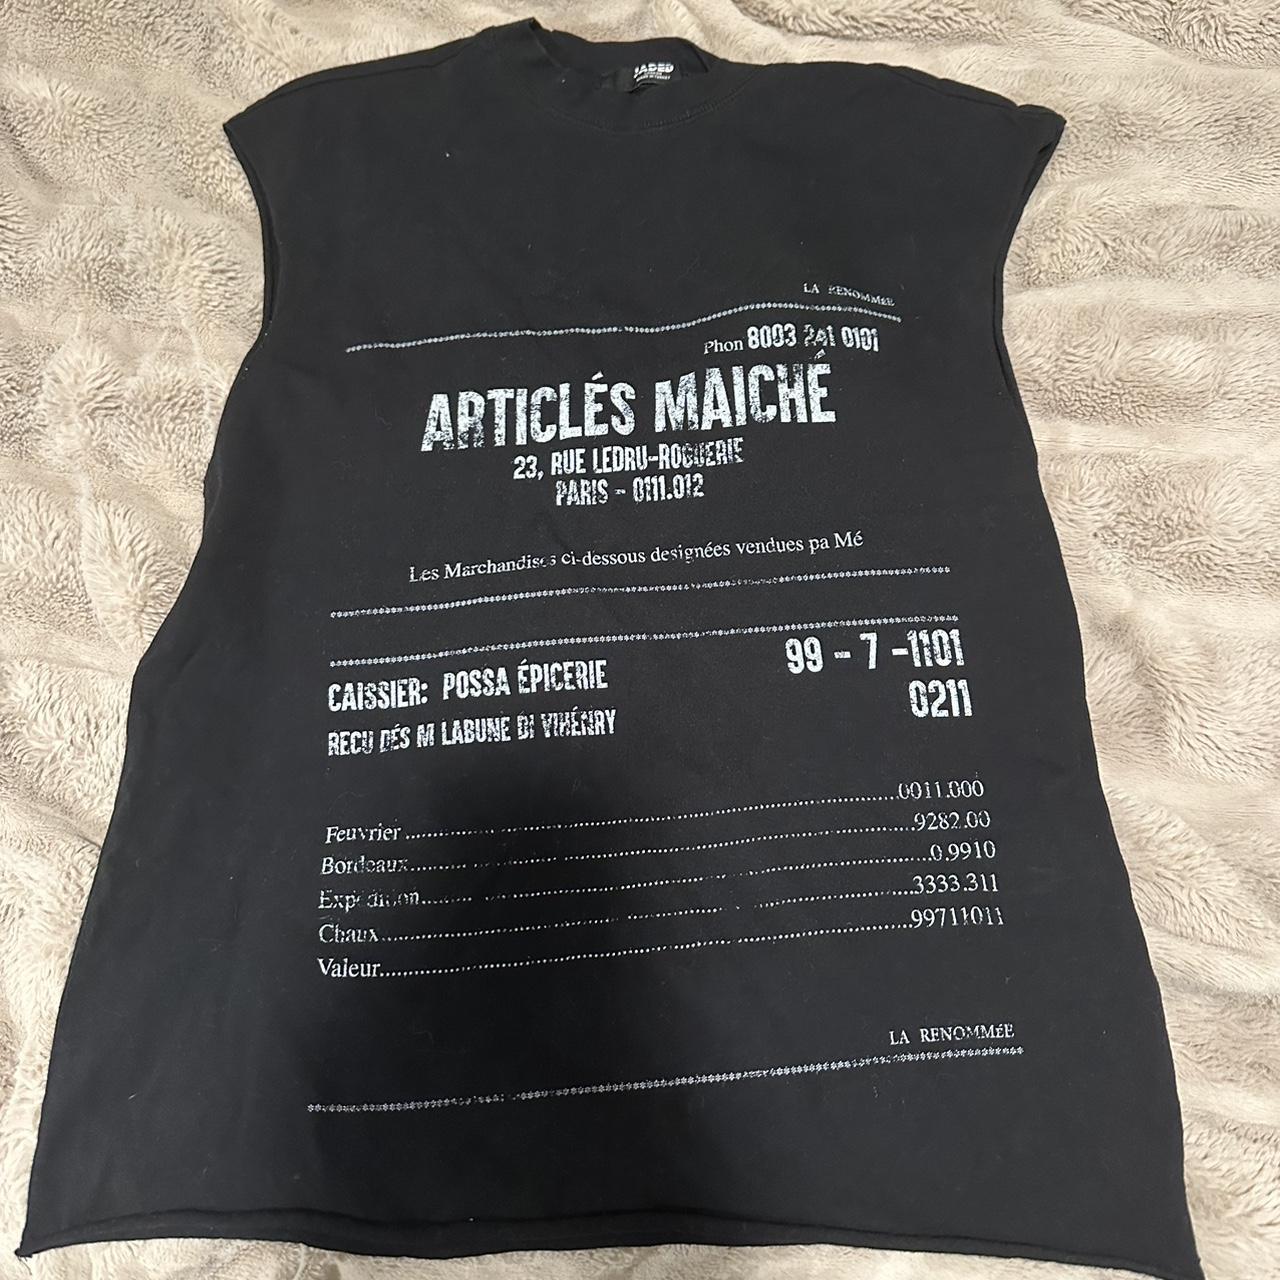 JADED
LA RENOMMéE
Phon 8003 241 0101
ARTICLÉS MAICHÉ
23, RUE LEDRU-ROGUERIE
PARIS - 0111.012
Les Marchandises ci-dessous designées vendues pa Mé
CAISSIER: POSSA ÉPICERIE 99 - 7 -1101
0211
RECU DÉS M LABUNE DI VIHÉNRY
Feuvrier ..........0011.000
Bordeaux..........9282.00
Expédition..........0.9910
Chaux..........3333.311
Valeur..........99711011
LA RENOMMéE